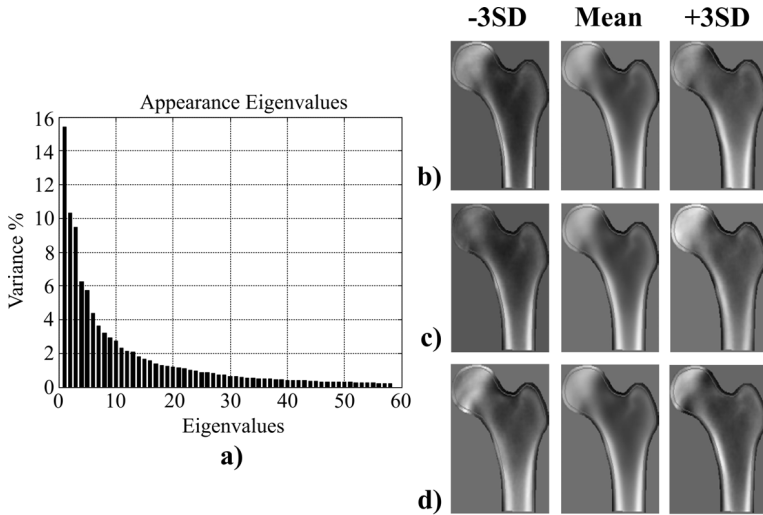 -3SD Mean +3SD
Appearance Eigenvalues
16
14
12
10
8
6
4
2
0
Variance %
0 10 20 30 40 50 60
Eigenvalues
a)
b)
c)
d)